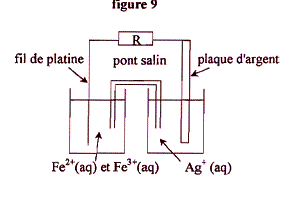 figure 9
R
fil de platine pont salin plaque d'argent
Fe²⁺(aq) et Fe³⁺(aq) Ag⁺ (aq)